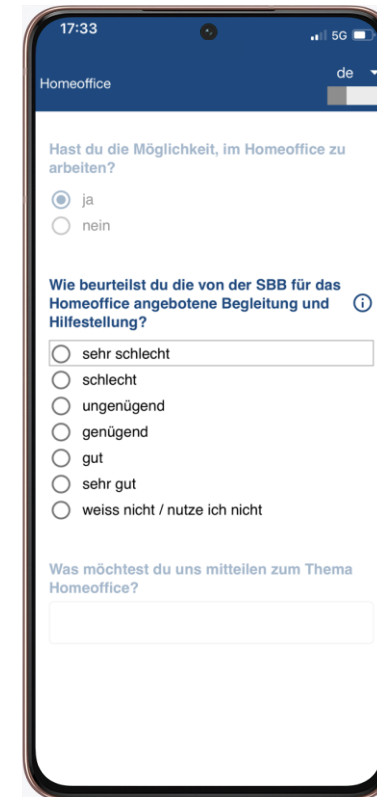 17:33
5G
Homeoffice
de
Hast du die Möglichkeit, im Homeoffice zu
arbeiten?
ja
nein
Wie beurteilst du die von der SBB für das
Homeoffice angebotene Begleitung und
Hilfestellung?
sehr schlecht
schlecht
ungenügend
genügend
gut
sehr gut
weiss nicht / nutze ich nicht
Was möchtest du uns mitteilen zum Thema
Homeoffice?